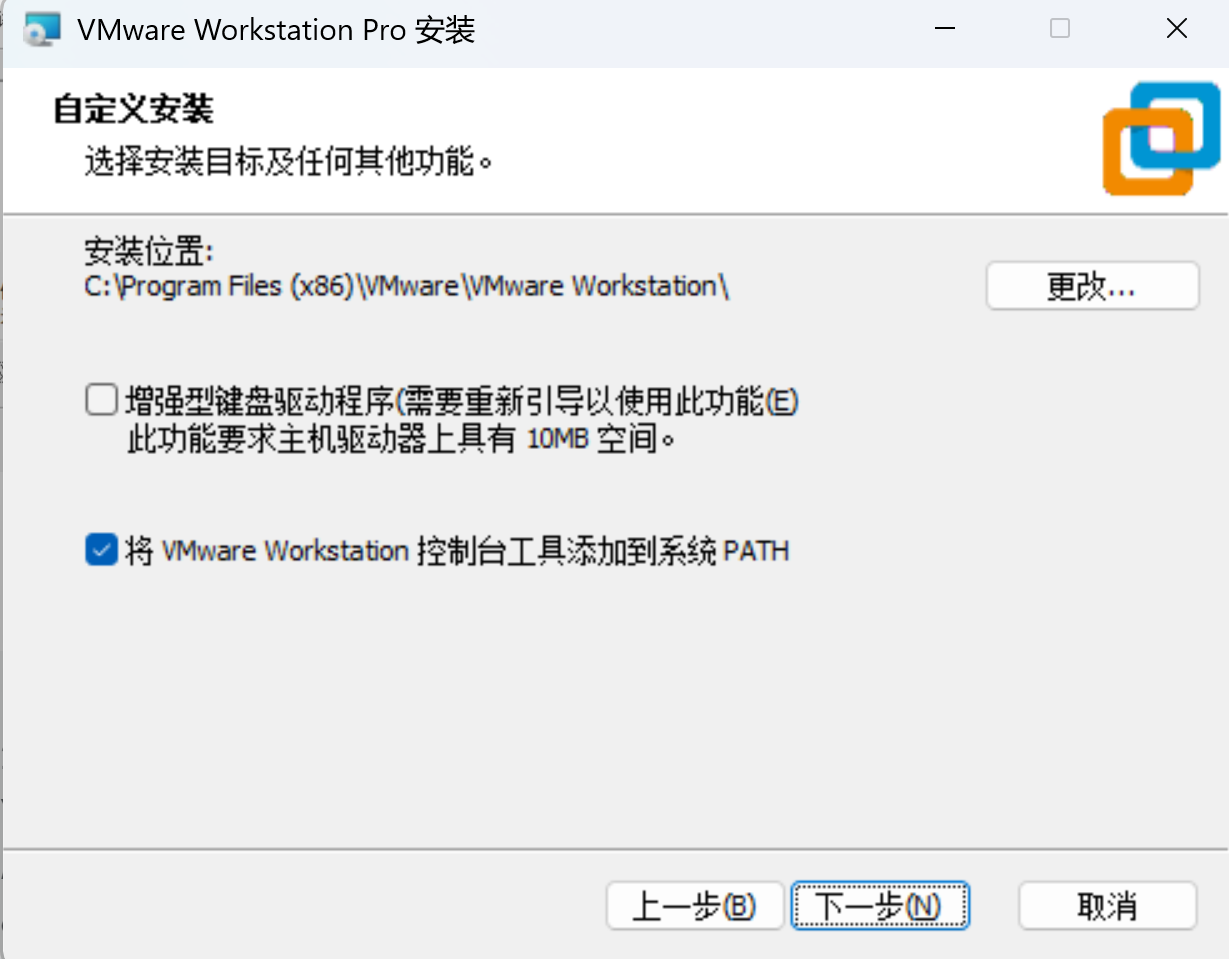 VMware Workstation Pro 安装
自定义安装
选择安装目标及任何其他功能。
安装位置:
C:\Program Files (x86)\VMware\VMware Workstation\
更改...
增强型键盘驱动程序(需要重新引导以使用此功能(E)
此功能要求主机驱动器上具有 10MB 空间。
将 VMware Workstation 控制台工具添加到系统 PATH
上一步(B) 下一步(N) 取消